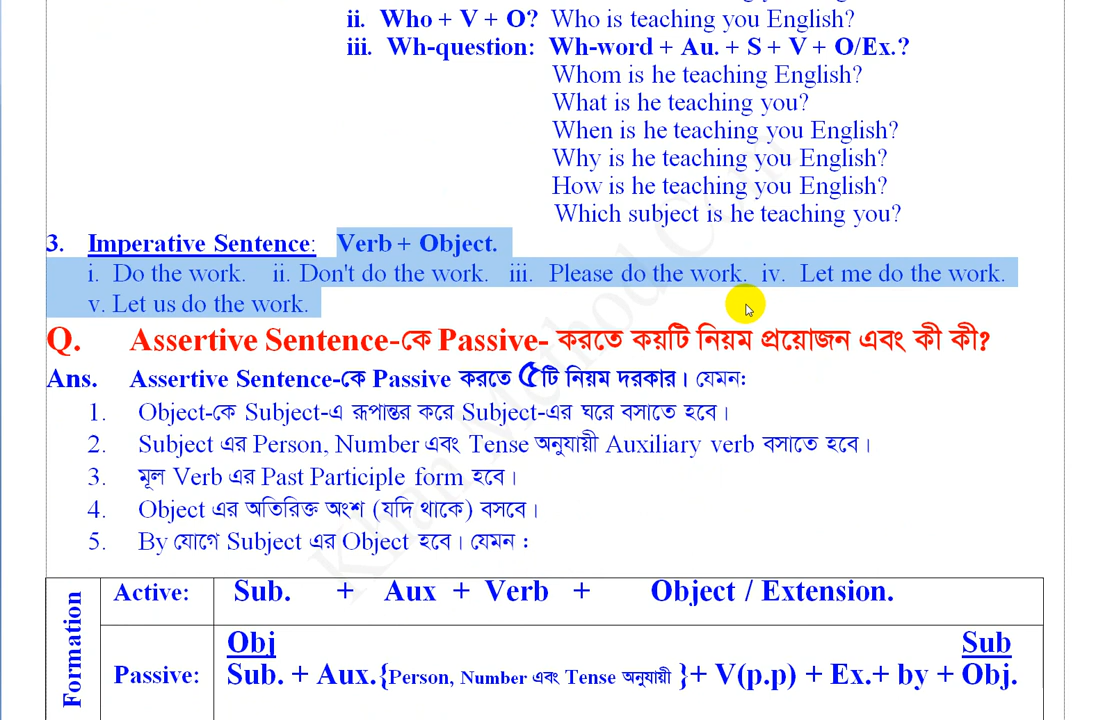 ii. Who + V + O? Who is teaching you English?
iii. Wh-question: Wh-word + Au. + S + V + O/Ex.?
Whom is he teaching English?
What is he teaching you?
When is he teaching you English?
Why is he teaching you English?
How is he teaching you English?
Which subject is he teaching you?
3. Imperative Sentence: Verb + Object.
i. Do the work. ii. Don't do the work. iii. Please do the work. iv. Let me do the work.
v. Let us do the work.
Q. Assertive Sentence-কে Passive- করতে কয়টি নিয়ম প্রয়োজন এবং কী কী?
Ans. Assertive Sentence-কে Passive করতে ৫টি নিয়ম দরকার। যেমন:
1. Object-কে Subject-এ রূপান্তর করে Subject-এর ঘরে বসাতে হবে।
2. Subject এর Person, Number এবং Tense অনুযায়ী Auxiliary verb বসাতে হবে।
3. মূল Verb এর Past Participle form হবে।
4. Object এর অতিরিক্ত অংশ (যদি থাকে) বসবে।
5. By যোগে Subject এর Object হবে। যেমন :
Formation
Active: Sub. + Aux + Verb + Object / Extension.
Obj Sub
Passive: Sub. + Aux.{Person, Number এবং Tense অনুযায়ী }+ V(p.p) + Ex.+ by + Obj.